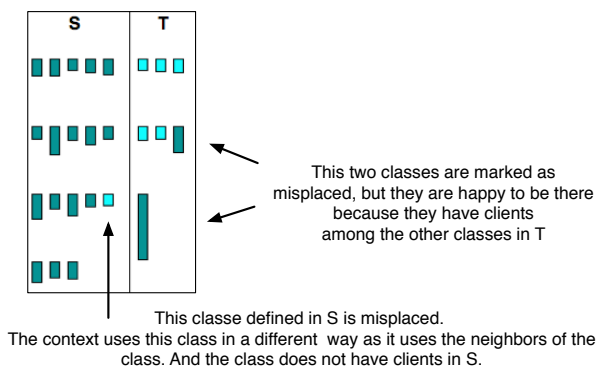 S T
This two classes are marked as
misplaced, but they are happy to be there
because they have clients
among the other classes in T
This classe defined in S is misplaced.
The context uses this class in a different way as it uses the neighbors of the
class. And the class does not have clients in S.